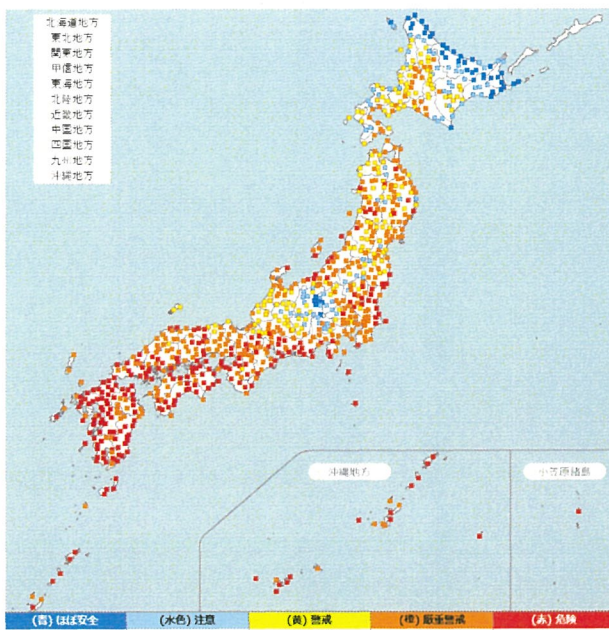 北海道地方
東北地方
関東地方
甲信地方
東海地方
北陸地方
近畿地方
中国地方
四国地方
九州地方
沖縄地方
沖縄地方
小笠原諸島
(青) ほぼ安全
(水色) 注意
(黄) 警戒
(橙) 厳重警戒
(赤) 危険